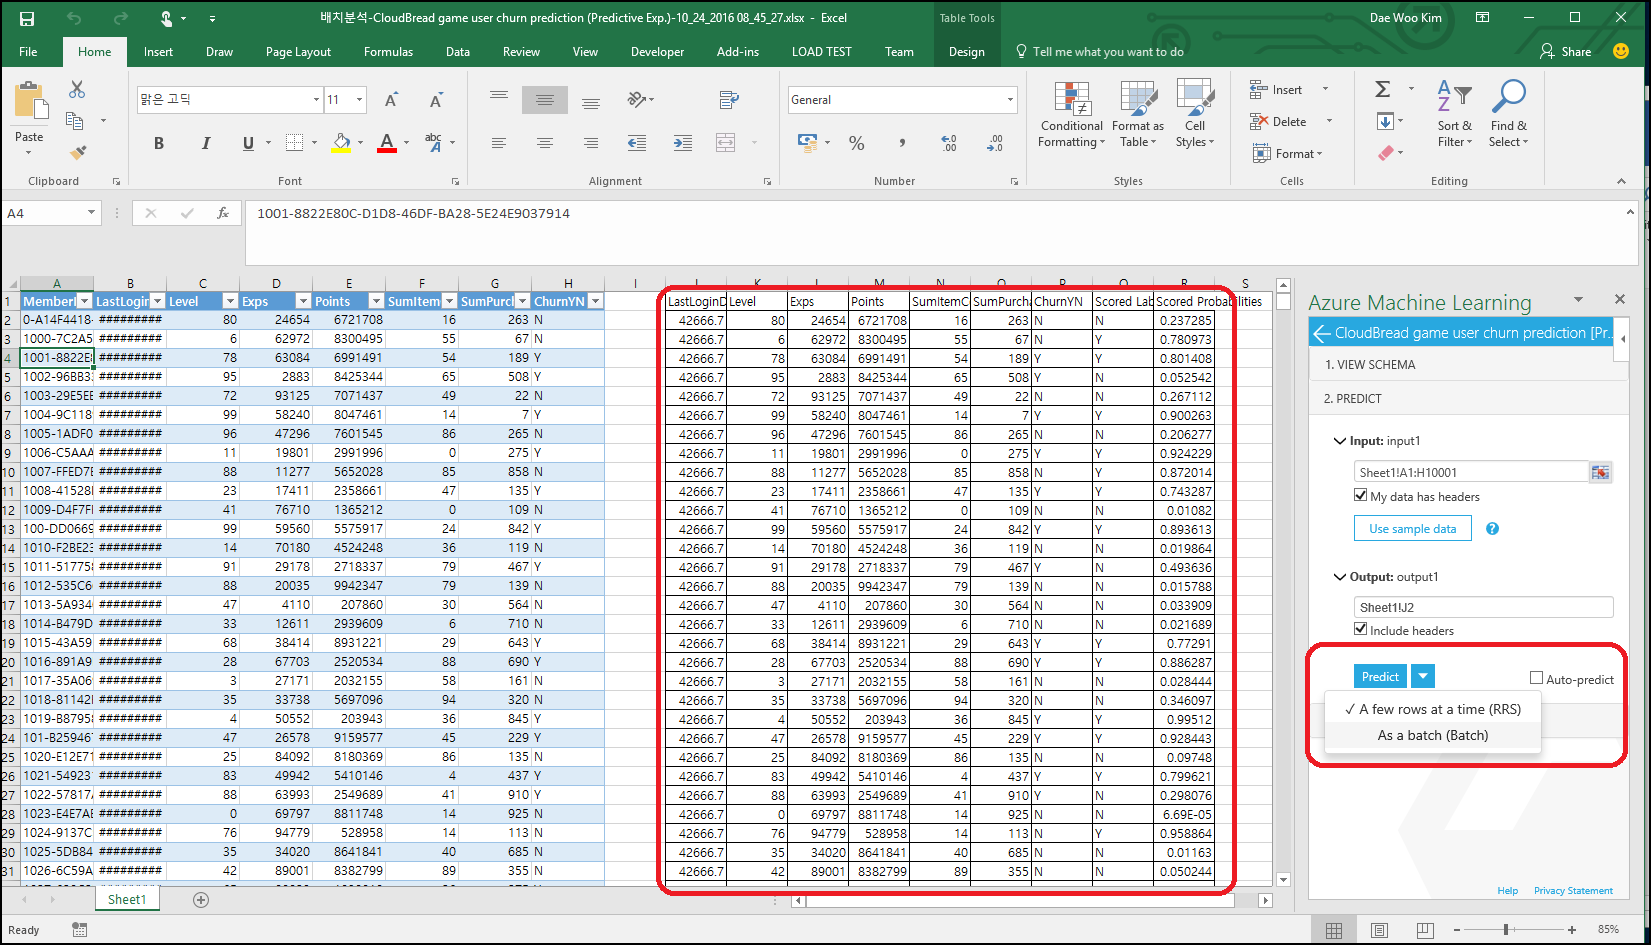 배치분석-CloudBread game user churn prediction (Predictive Exp.)-10_24_2016 08_45_27.xlsx - Excel
Table Tools
Dae Woo Kim
File Home Insert Draw Page Layout Formulas Data Review View Developer Add-ins LOAD TEST Team Design Tell me what you want to do Share
맑은 고딕 11 General
Paste
B I U abc % , .00
Conditional Formatting Format as Table Cell Styles
Insert Delete Format
Sort & Filter Find & Select
Clipboard Font Alignment Number Styles Cells Editing
A4 fx 1001-8822E80C-D1D8-46DF-BA28-5E24E9037914
A B C D E F G H I J K L M N O P Q R S
1 MemberI LastLogin Level Exps Points SumItem SumPurch ChurnYN LastLoginD Level Exps Points SumItemC SumPurcha ChurnYN Scored Lab Scored Probabilities
2 0-A14F4418- ######### 80 24654 6721708 16 263 N 42666.7 80 24654 6721708 16 263 N N 0.237285
3 1000-7C2A5 ######### 6 62972 8300495 55 67 N 42666.7 6 62972 8300495 55 67 N Y 0.780973
4 1001-8822E ######### 78 63084 6991491 54 189 Y 42666.7 78 63084 6991491 54 189 Y Y 0.801408
5 1002-96BB3 ######### 95 2883 8425344 65 508 Y 42666.7 95 2883 8425344 65 508 Y N 0.052542
6 1003-29E5EE ######### 72 93125 7071437 49 22 N 42666.7 72 93125 7071437 49 22 N N 0.267112
7 1004-9C118 ######### 99 58240 8047461 14 7 Y 42666.7 99 58240 8047461 14 7 Y Y 0.900263
8 1005-1ADF0 ######### 96 47296 7601545 86 265 N 42666.7 96 47296 7601545 86 265 N N 0.206277
9 1006-C5AAA ######### 11 19801 2991996 0 275 Y 42666.7 11 19801 2991996 0 275 Y Y 0.924229
10 1007-FFED7E ######### 88 11277 5652028 85 858 N 42666.7 88 11277 5652028 85 858 N Y 0.872014
11 1008-41528 ######### 23 17411 2358661 47 135 Y 42666.7 23 17411 2358661 47 135 Y Y 0.743287
12 1009-D4F7F ######### 41 76710 1365212 0 109 N 42666.7 41 76710 1365212 0 109 N N 0.01082
13 100-DD0669 ######### 99 59560 5575917 24 842 Y 42666.7 99 59560 5575917 24 842 Y Y 0.893613
14 1010-F2BE23 ######### 14 70180 4524248 36 119 N 42666.7 14 70180 4524248 36 119 N N 0.019864
15 1011-517758 ######### 91 29178 2718337 79 467 Y 42666.7 91 29178 2718337 79 467 Y N 0.493636
16 1012-535C6 ######### 88 20035 9942347 79 139 N 42666.7 88 20035 9942347 79 139 N N 0.015788
17 1013-5A934 ######### 47 4110 207860 30 564 N 42666.7 47 4110 207860 30 564 N N 0.033909
18 1014-B479D ######### 33 12611 2939609 6 710 N 42666.7 33 12611 2939609 6 710 N N 0.021689
19 1015-43A59 ######### 68 38414 8931221 29 643 Y 42666.7 68 38414 8931221 29 643 Y Y 0.77291
20 1016-891A9 ######### 28 67703 2520534 88 690 Y 42666.7 28 67703 2520534 88 690 Y Y 0.886287
21 1017-35A06 ######### 3 27171 2032155 58 161 N 42666.7 3 27171 2032155 58 161 N N 0.028444
22 1018-81142 ######### 35 33738 5697096 94 320 N 42666.7 35 33738 5697096 94 320 N N 0.346097
23 1019-B8795 ######### 4 50552 203943 36 845 Y 42666.7 4 50552 203943 36 845 Y Y 0.99512
24 101-B25946 ######### 47 26578 9159577 45 229 Y 42666.7 47 26578 9159577 45 229 Y Y 0.928443
25 1020-E12E71 ######### 25 84092 8180369 86 135 N 42666.7 25 84092 8180369 86 135 N N 0.09748
26 1021-54923 ######### 83 49942 5410146 4 437 Y 42666.7 83 49942 5410146 4 437 Y Y 0.799621
27 1022-57817 ######### 88 63993 2549689 41 910 Y 42666.7 88 63993 2549689 41 910 Y N 0.298076
28 1023-E4E7AE ######### 0 69797 8811748 14 925 N 42666.7 0 69797 8811748 14 925 N N 6.69E-05
29 1024-9137C ######### 76 94779 528958 14 113 N 42666.7 76 94779 528958 14 113 N Y 0.958864
30 1025-5DB84 ######### 35 34020 8641841 40 685 N 42666.7 35 34020 8641841 40 685 N N 0.01163
31 1026-6C59A ######### 42 89001 8382799 89 355 N 42666.7 42 89001 8382799 89 355 N N 0.050244
Azure Machine Learning
CloudBread game user churn prediction [Pr...
1. VIEW SCHEMA
2. PREDICT
Input: input1
Sheet1!A1:H10001
My data has headers
Use sample data ?
Output: output1
Sheet1!J2
Include headers
Predict Auto-predict
✓ A few rows at a time (RRS)
As a batch (Batch)
Help Privacy Statement
Sheet1
Ready 85%